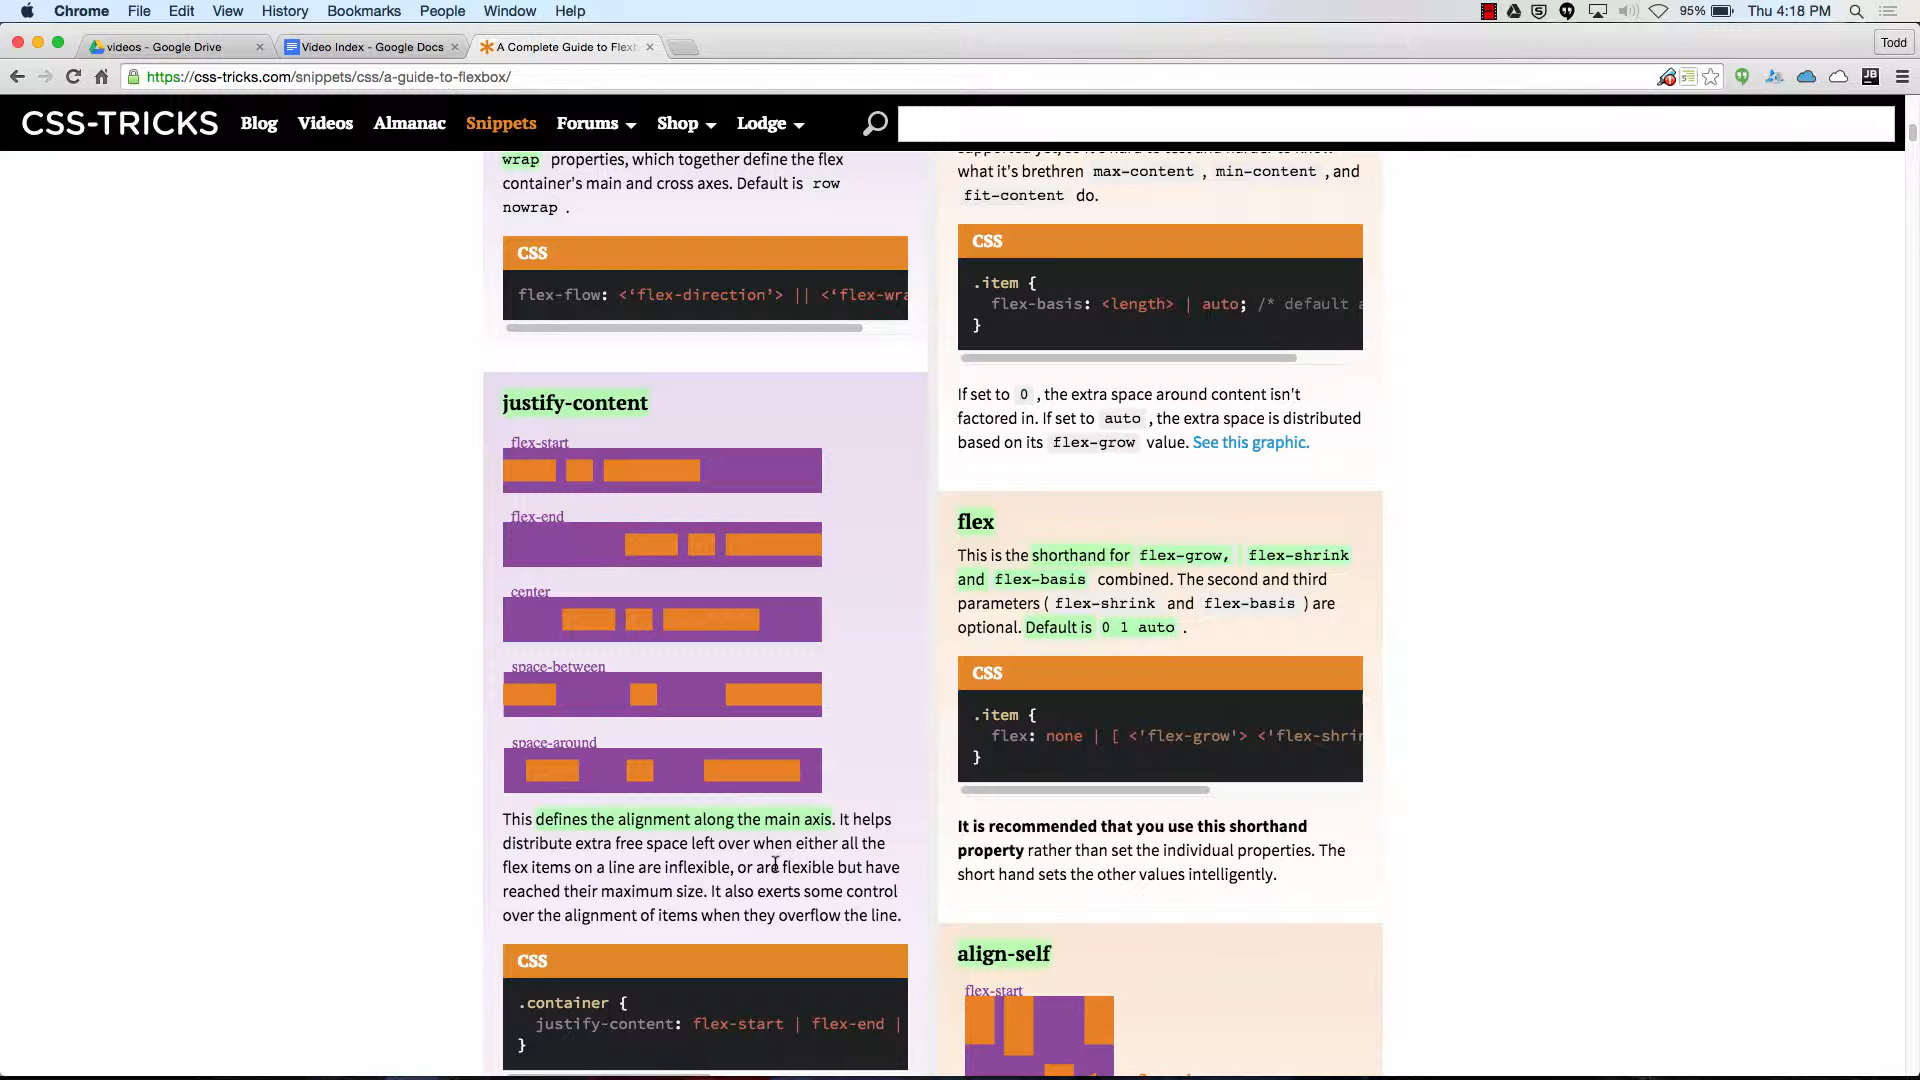 Chrome File Edit View History Bookmarks People Window Help 95% Thu 4:18 PM
videos - Google Drive Video Index - Google Docs A Complete Guide to Flexb Todd
https://css-tricks.com/snippets/css/a-guide-to-flexbox/ JB
CSS-TRICKS Blog Videos Almanac Snippets Forums Shop Lodge
wrap properties, which together define the flex
container's main and cross axes. Default is row
nowrap .
CSS
flex-flow: <‘flex-direction’> || <‘flex-wra
justify-content
flex-start
flex-end
center
space-between
space-around
This defines the alignment along the main axis. It helps
distribute extra free space left over when either all the
flex items on a line are inflexible, or are flexible but have
reached their maximum size. It also exerts some control
over the alignment of items when they overflow the line.
CSS
.container {
justify-content: flex-start | flex-end |
}
what it's brethren max-content , min-content , and
fit-content do.
CSS
.item {
flex-basis: <length> | auto; /* default a
}
If set to 0 , the extra space around content isn't
factored in. If set to auto , the extra space is distributed
based on its flex-grow value. See this graphic.
flex
This is the shorthand for flex-grow, flex-shrink
and flex-basis combined. The second and third
parameters ( flex-shrink and flex-basis ) are
optional. Default is 0 1 auto .
CSS
.item {
flex: none | [ <'flex-grow'> <'flex-shrin
}
It is recommended that you use this shorthand
property rather than set the individual properties. The
short hand sets the other values intelligently.
align-self
flex-start